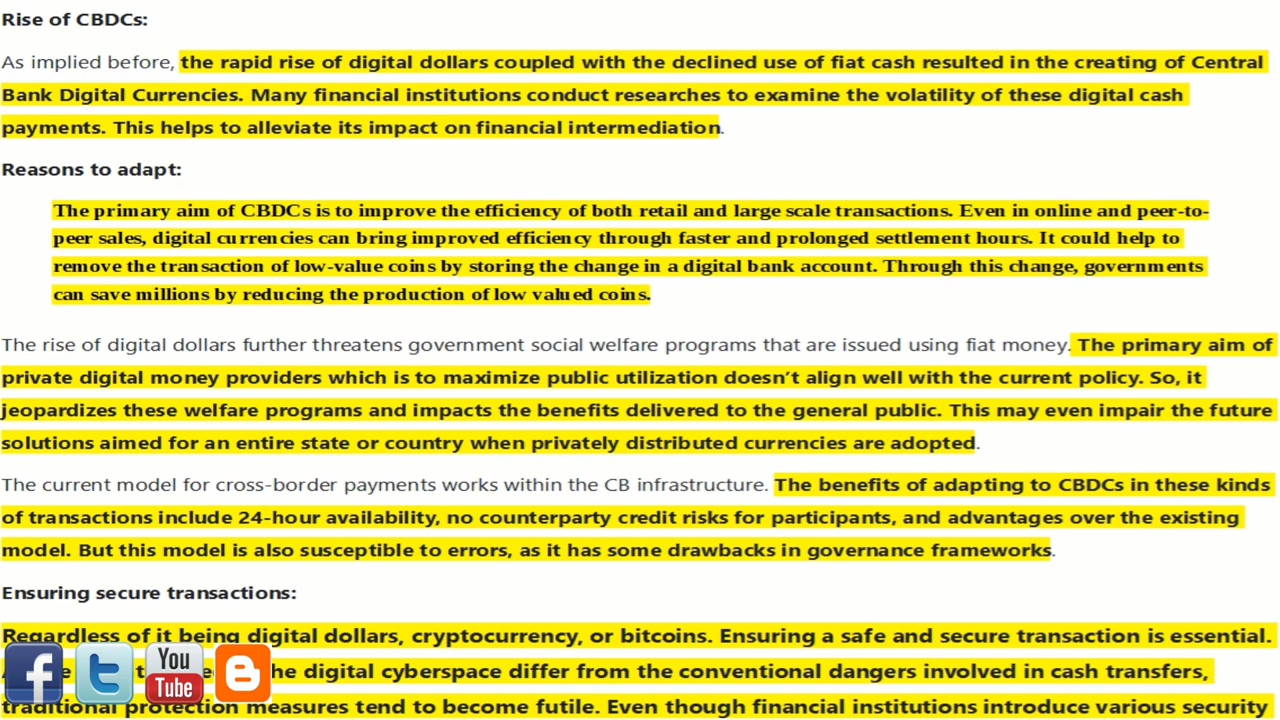 Rise of CBDCs:
As implied before, the rapid rise of digital dollars coupled with the declined use of fiat cash resulted in the creating of Central
Bank Digital Currencies. Many financial institutions conduct researches to examine the volatility of these digital cash
payments. This helps to alleviate its impact on financial intermediation.
Reasons to adapt:
The primary aim of CBDCs is to improve the efficiency of both retail and large scale transactions. Even in online and peer-to-
peer sales, digital currencies can bring improved efficiency through faster and prolonged settlement hours. It could help to
remove the transaction of low-value coins by storing the change in a digital bank account. Through this change, governments
can save millions by reducing the production of low valued coins.
The rise of digital dollars further threatens government social welfare programs that are issued using fiat money. The primary aim of
private digital money providers which is to maximize public utilization doesn't align well with the current policy. So, it
jeopardizes these welfare programs and impacts the benefits delivered to the general public. This may even impair the future
solutions aimed for an entire state or country when privately distributed currencies are adopted.
The current model for cross-border payments works within the CB infrastructure. The benefits of adapting to CBDCs in these kinds
of transactions include 24-hour availability, no counterparty credit risks for participants, and advantages over the existing
model. But this model is also susceptible to errors, as it has some drawbacks in governance frameworks.
Ensuring secure transactions:
Regardless of it being digital dollars, cryptocurrency, or bitcoins. Ensuring a safe and secure transaction is essential.
digital cyberspace differ from the conventional dangers involved in cash transfers,
traditional protection measures tend to become futile. Even though financial institutions introduce various security
You
Tube